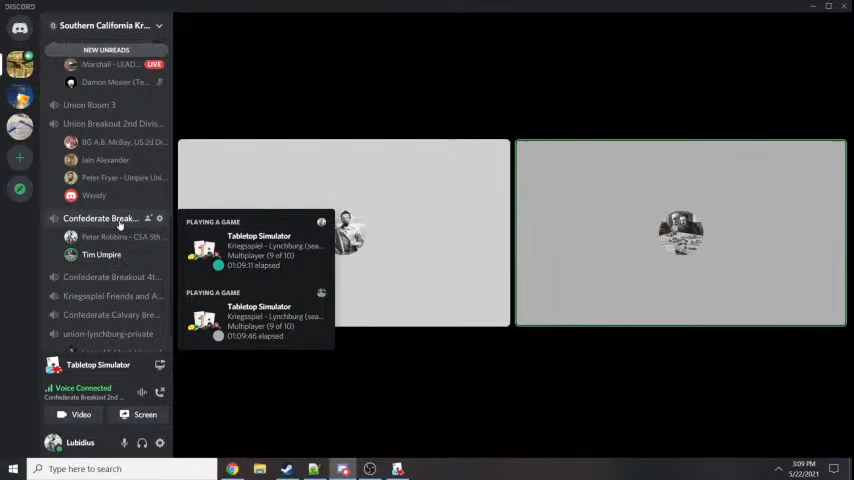 DISCORD
Southern California Kr...
NEW UNREADS
Marshall - LEAD...
LIVE
Damon Mosier (Te...
Union Room 3
Union Breakout 2nd Divis...
BG A.B. McBay, US 2d Di...
Iain Alexander
Peter Fryar - Umpire Uni...
Wendy
Confederate Break...
Peter Robbins - CSA 5th ...
Tim Umpire
Confederate Breakout 4t...
Kriegsspiel Friends and A...
Confederate Calvary Bre...
union-lynchburg-private
PLAYING A GAME
Tabletop Simulator
Kriegsspiel - Lynchburg (sea...
Multiplayer (9 of 10)
01:09:11 elapsed
PLAYING A GAME
Tabletop Simulator
Kriegsspiel - Lynchburg (sea...
Multiplayer (9 of 10)
01:09:46 elapsed
Tabletop Simulator
Voice Connected
Confederate Breakout 2nd ...
Video
Screen
Lubidius
Type here to search
3:09 PM
5/22/2021